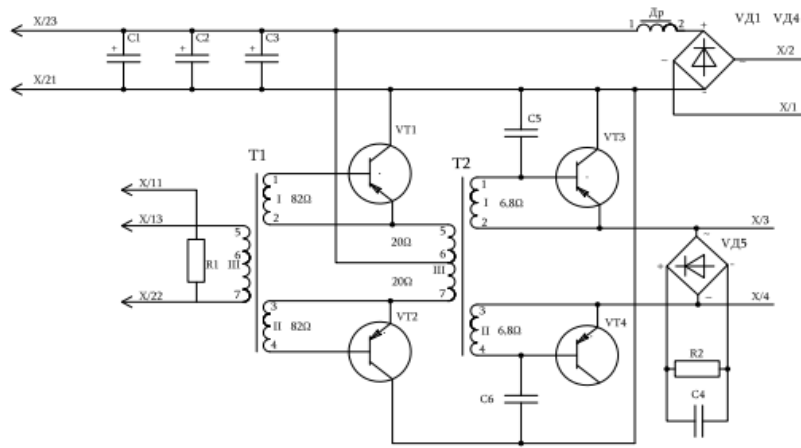 Др
1 2 + VД1 VД4
X/23
C1 C2 C3
+ + +
~ ~ X/2
X/21
-
X/1
C5
VT1 VT3
T1 T2
X/11
1 1
I 82Ω I 6,8Ω
2 2
X/13 X/3
5 20Ω 5 ~
6 6 VД5
R1 III III + -
20Ω
X/22 7 7 ~ X/4
3 VT2 3 VT4
II 82Ω II 6,8Ω
4 4
R2
C6 C4